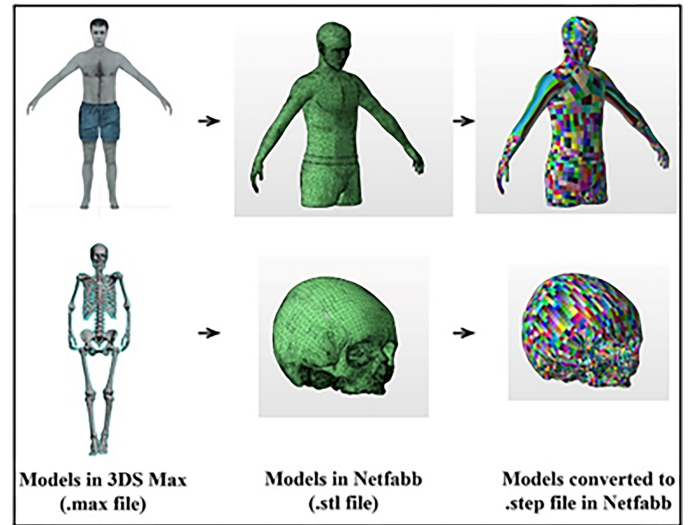 Models in 3DS Max
(.max file)
Models in Netfabb
(.stl file)
Models converted to
.step file in Netfabb